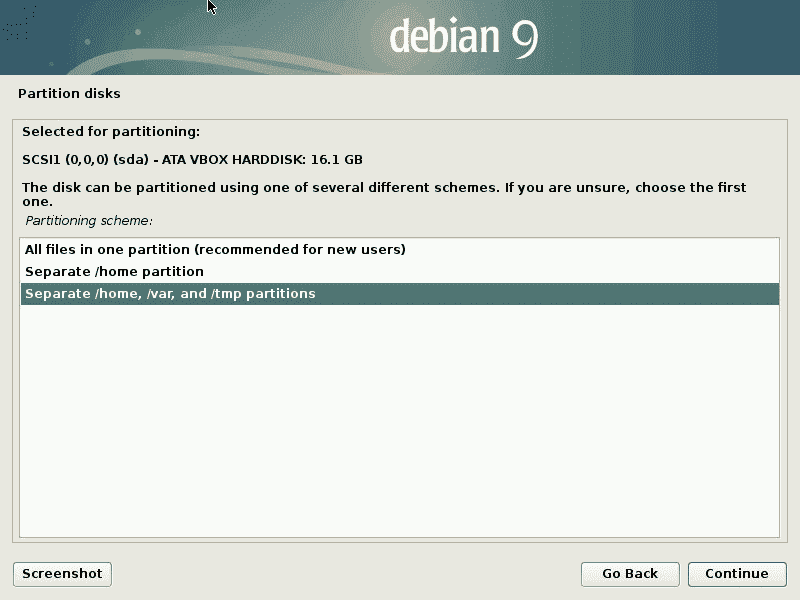 debian 9
Partition disks
Selected for partitioning:
SCSI1 (0,0,0) (sda) - ATA VBOX HARDDISK: 16.1 GB
The disk can be partitioned using one of several different schemes. If you are unsure, choose the first
one.
Partitioning scheme:
All files in one partition (recommended for new users)
Separate /home partition
Separate /home, /var, and /tmp partitions
Screenshot
Go Back
Continue